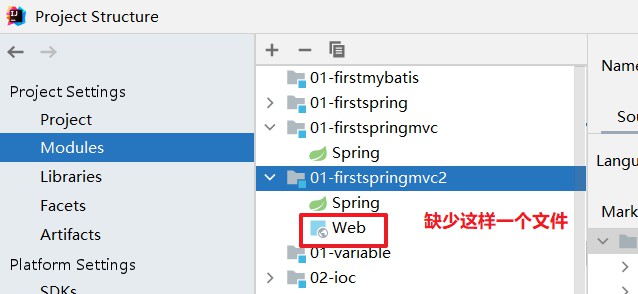 Project Structure
Project Settings
Project
Modules
Libraries
Facets
Artifacts
Platform Settings
SDKs
01-firstmybatis
01-firstspring
01-firstspringmvc
Spring
01-firstspringmvc2
Spring
Web
缺少这样一个文件
01-variable
02-ioc
Name
Sou
Langu
Mark